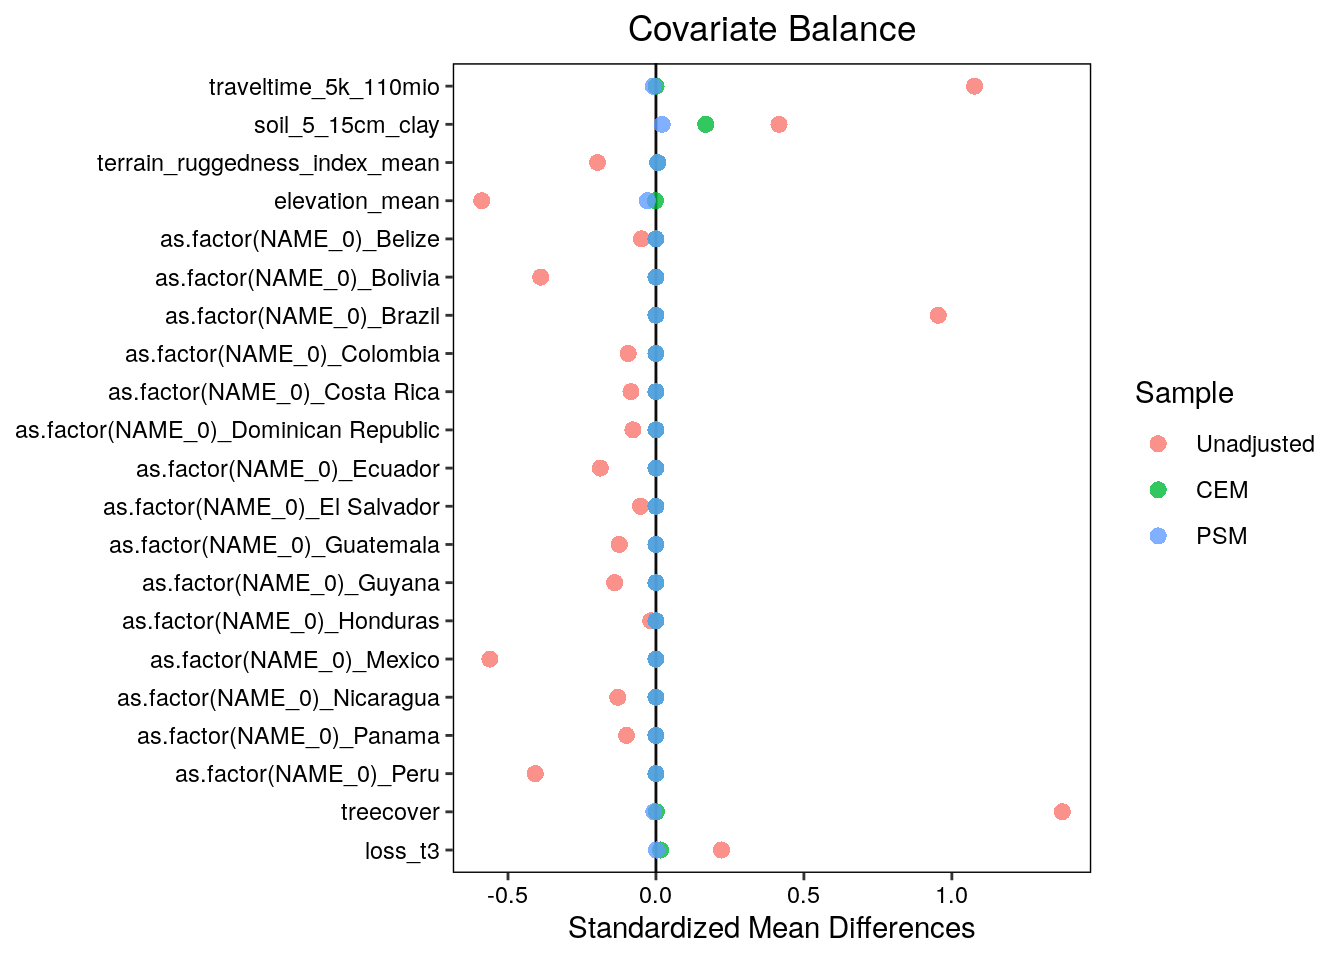 Covariate Balance
traveltime_5k_110mio
soil_5_15cm_clay
terrain_ruggedness_index_mean
elevation_mean
as.factor(NAME_0)_Belize
as.factor(NAME_0)_Bolivia
as.factor(NAME_0)_Brazil
as.factor(NAME_0)_Colombia
as.factor(NAME_0)_Costa Rica
as.factor(NAME_0)_Dominican Republic
as.factor(NAME_0)_Ecuador
as.factor(NAME_0)_El Salvador
as.factor(NAME_0)_Guatemala
as.factor(NAME_0)_Guyana
as.factor(NAME_0)_Honduras
as.factor(NAME_0)_Mexico
as.factor(NAME_0)_Nicaragua
as.factor(NAME_0)_Panama
as.factor(NAME_0)_Peru
treecover
loss_t3
-0.5 0.0 0.5 1.0
Standardized Mean Differences
Sample
Unadjusted
CEM
PSM